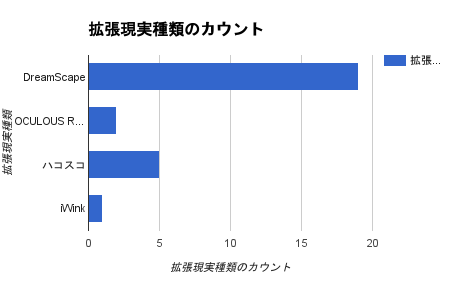 拡張現実種類のカウント
拡張...
DreamScape
OCULOUS R...
ハコスコ
iWink
拡張現実種類
0 5 10 15 20
拡張現実種類のカウント